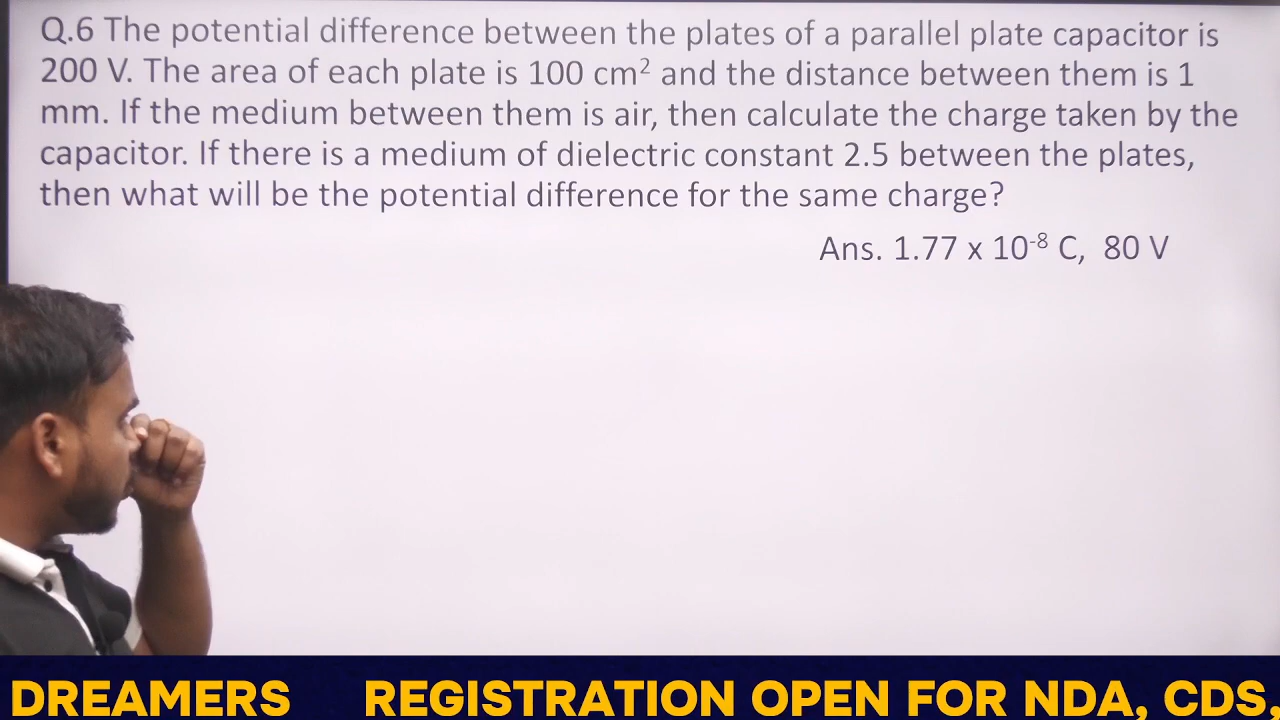 Q.6 The potential difference between the plates of a parallel plate capacitor is
200 V. The area of each plate is 100 cm² and the distance between them is 1
mm. If the medium between them is air, then calculate the charge taken by the
capacitor. If there is a medium of dielectric constant 2.5 between the plates,
then what will be the potential difference for the same charge?
Ans. 1.77 x 10⁻⁸ C, 80 V
DREAMERS REGISTRATION OPEN FOR NDA, CDS.